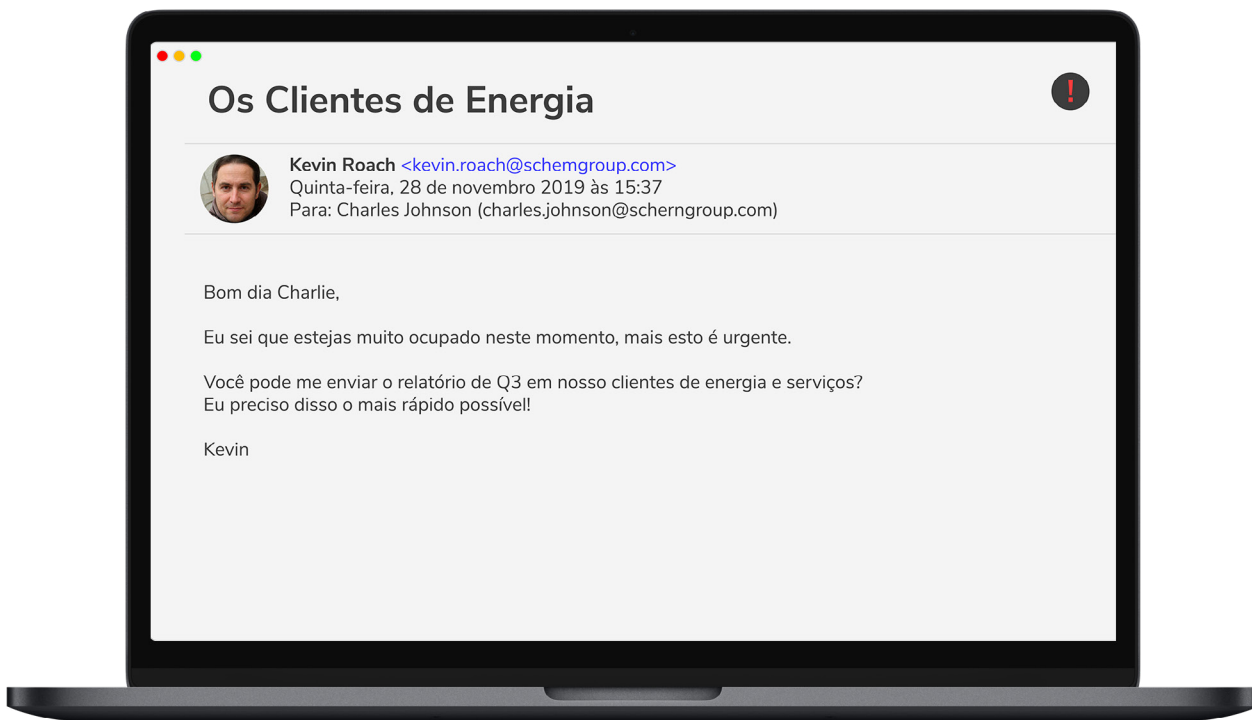 Os Clientes de Energia
!
Kevin Roach <kevin.roach@schemgroup.com>
Quinta-feira, 28 de novembro 2019 às 15:37
Para: Charles Johnson (charles.johnson@scherngroup.com)
Bom dia Charlie,
Eu sei que estejas muito ocupado neste momento, mais esto é urgente.
Você pode me enviar o relatório de Q3 em nosso clientes de energia e serviços?
Eu preciso disso o mais rápido possível!
Kevin